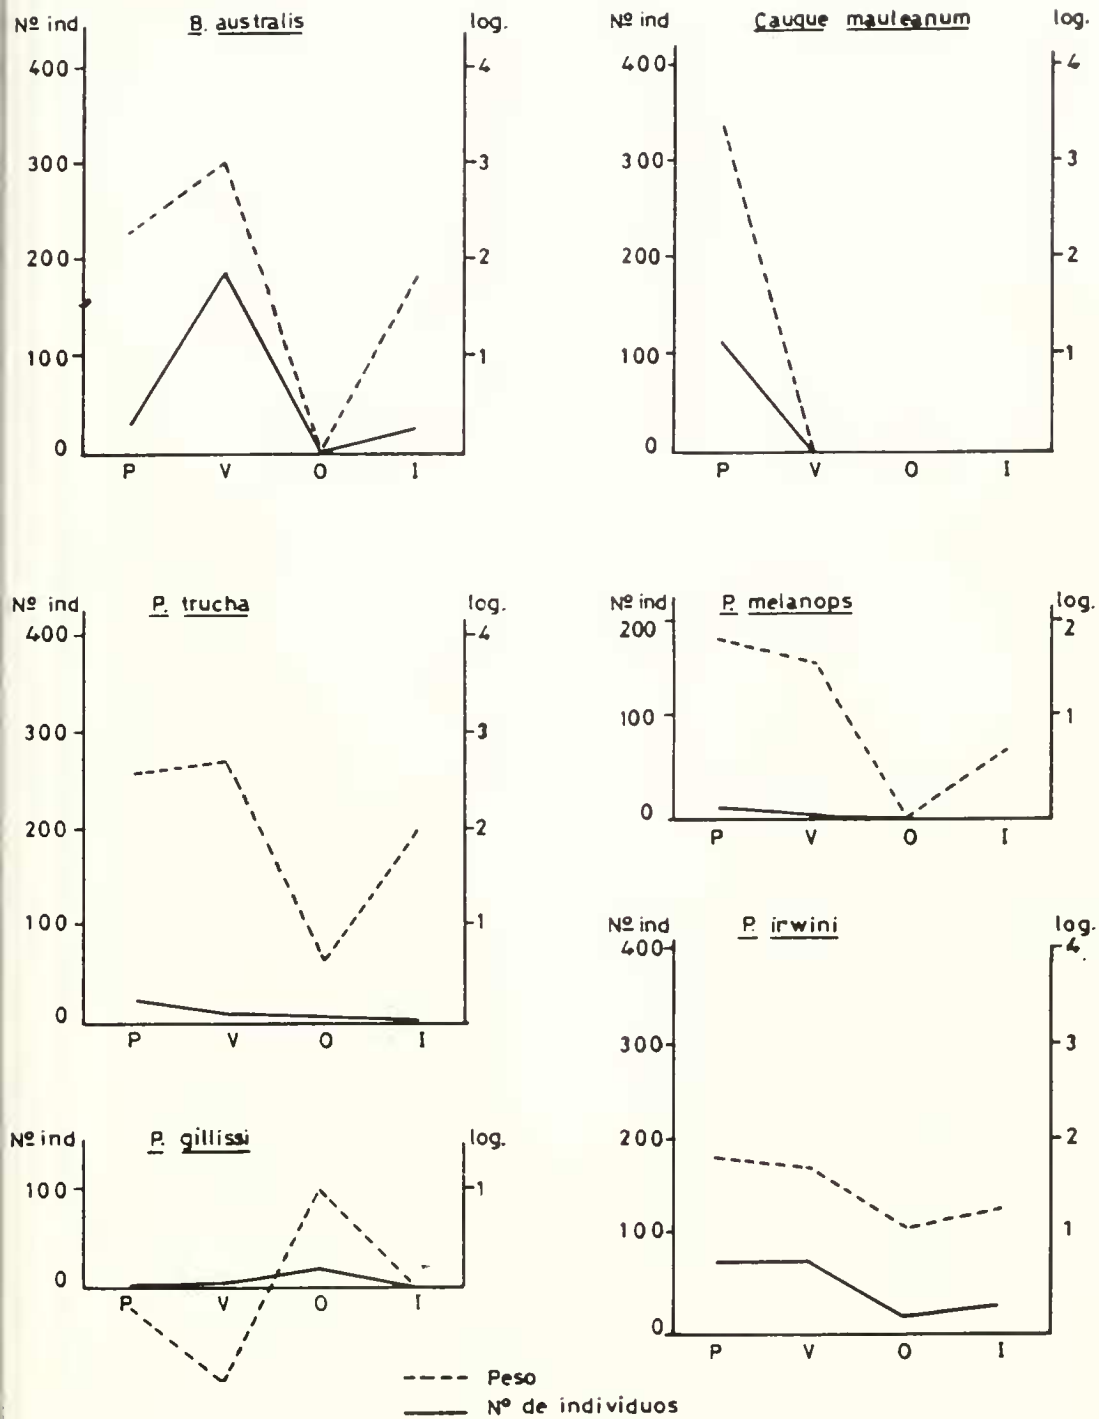 Nº ind B. australis log.
400 4
300 3
200 2
100 1
0
P V O I
Nº ind Cauque mauleanum log.
400 4
300 3
200 2
100 1
0
P V O I
Nº ind P. trucha log.
400 4
300 3
200 2
100 1
0
P V O I
Nº ind P. melanops log.
200 2
100 1
0
P V O I
Nº ind P. gillissi log.
100 1
0
P V O I
Nº ind P. irwini log.
400 4
300 3
200 2
100 1
0
P V O I
Peso
Nº de individuos